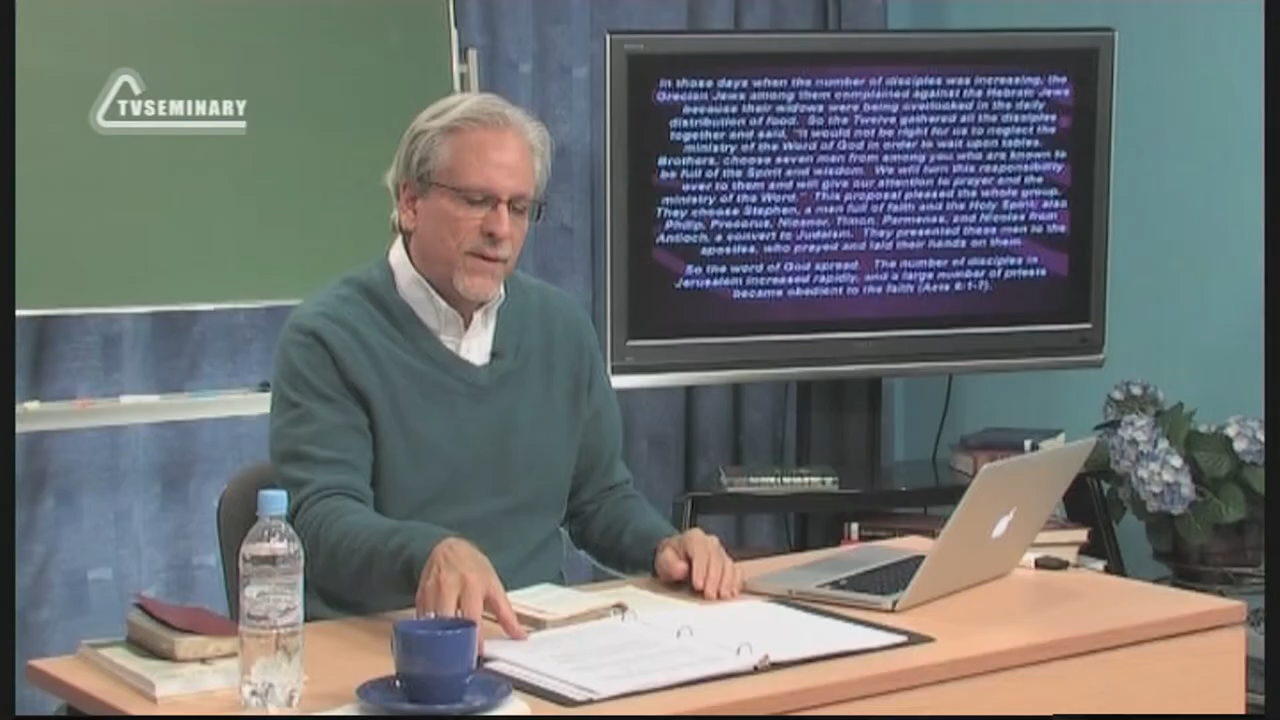 TVSEMINARY
In those days when the number of disciples was increasing, the
Grecian Jews among them complained against the Hebraic Jews
because their widows were being overlooked in the daily
distribution of food. So the Twelve gathered all the disciples
together and said, "It would not be right for us to neglect the
ministry of the Word of God in order to wait upon tables.
Brothers, choose seven men from among you who are known to
be full of the Spirit and wisdom. We will turn this responsibility
over to them and will give our attention to prayer and the
ministry of the Word." This proposal pleased the whole group.
They choose Stephen, a man full of faith and the Holy Spirit; also
Philip, Procorus, Nicanor, Timon, Parmenas, and Nicolas from
Antioch, a convert to Judaism. They presented these men to the
apostles, who prayed and laid their hands on them.
So the word of God spread. The number of disciples in
Jerusalem increased rapidly, and a large number of priests
became obedient to the faith (Acts 6:1-7).